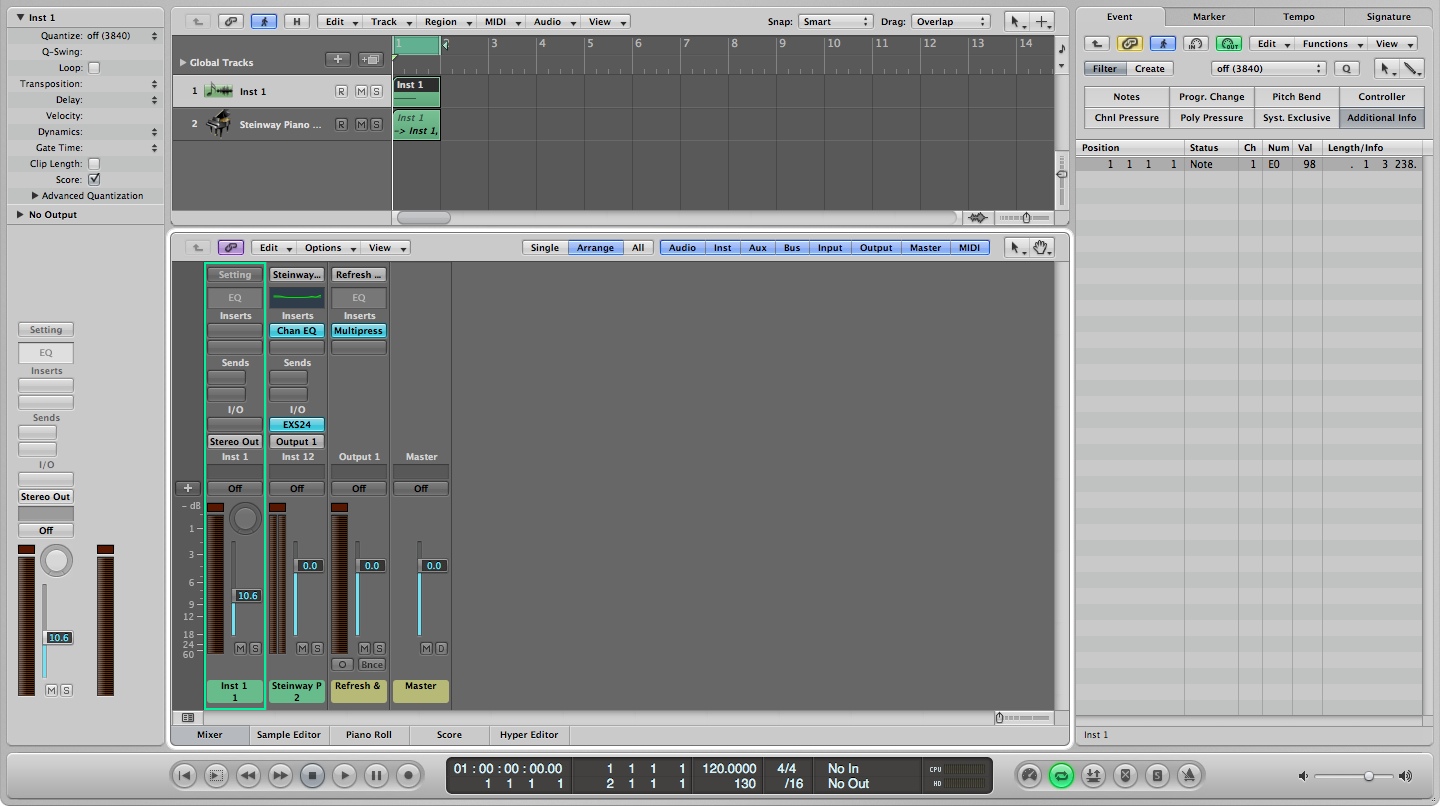 Inst 1
Quantize: off (3840)
Q-Swing:
Loop:
Transposition:
Delay:
Velocity:
Dynamics:
Gate Time:
Clip Length:
Score:
Advanced Quantization
No Output
Setting
EQ
Inserts
Sends
I/O
Stereo Out
Off
10.6
M S
H Edit Track Region MIDI Audio View Snap: Smart Drag: Overlap
1 2 3 4 5 6 7 8 9 10 11 12 13 14
Global Tracks
1 Inst 1 R M S Inst 1
2 Steinway Piano ... R M S Inst 1
-> Inst 1,
Edit Options View Single Arrange All Audio Inst Aux Bus Input Output Master MIDI
Setting Steinway... Refresh ...
EQ EQ
Inserts Inserts Inserts
Chan EQ Multipress
Sends Sends
I/O I/O
EXS24
Stereo Out Output 1
Inst 1 Inst 12 Output 1 Master
Off Off Off Off
- dB
1
3
6
9
12
18
24
60
10.6 0.0 0.0 0.0
M S M S M S M D
O Bnce
Inst 1 Steinway P Refresh & Master
1 2
Mixer Sample Editor Piano Roll Score Hyper Editor
Event Marker Tempo Signature
IN OUT Edit Functions View
Filter Create off (3840) Q
Notes Progr. Change Pitch Bend Controller
Chnl Pressure Poly Pressure Syst. Exclusive Additional Info
Position Status Ch Num Val Length/Info
1 1 1 1 Note 1 E0 98 . 1 3 238.
Inst 1
01 : 00 : 00 : 00.00 1 1 1 1 120.0000 4/4 No In CPU
1 1 1 1 2 1 1 1 130 /16 No Out HD
S